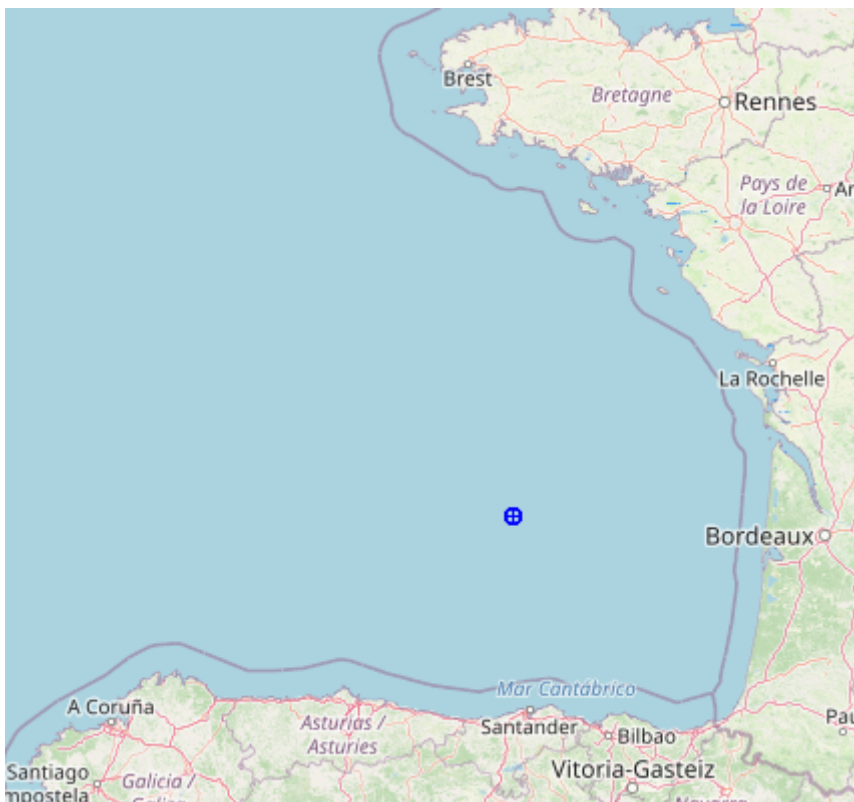 Brest
Bretagne
Rennes
Pays de
la Loire
La Rochelle
Bordeaux
Mar Cantábrico
A Coruña
Santander
Asturias /
Asturies
Bilbao
Santiago
Vitoria-Gasteiz
Galicia /